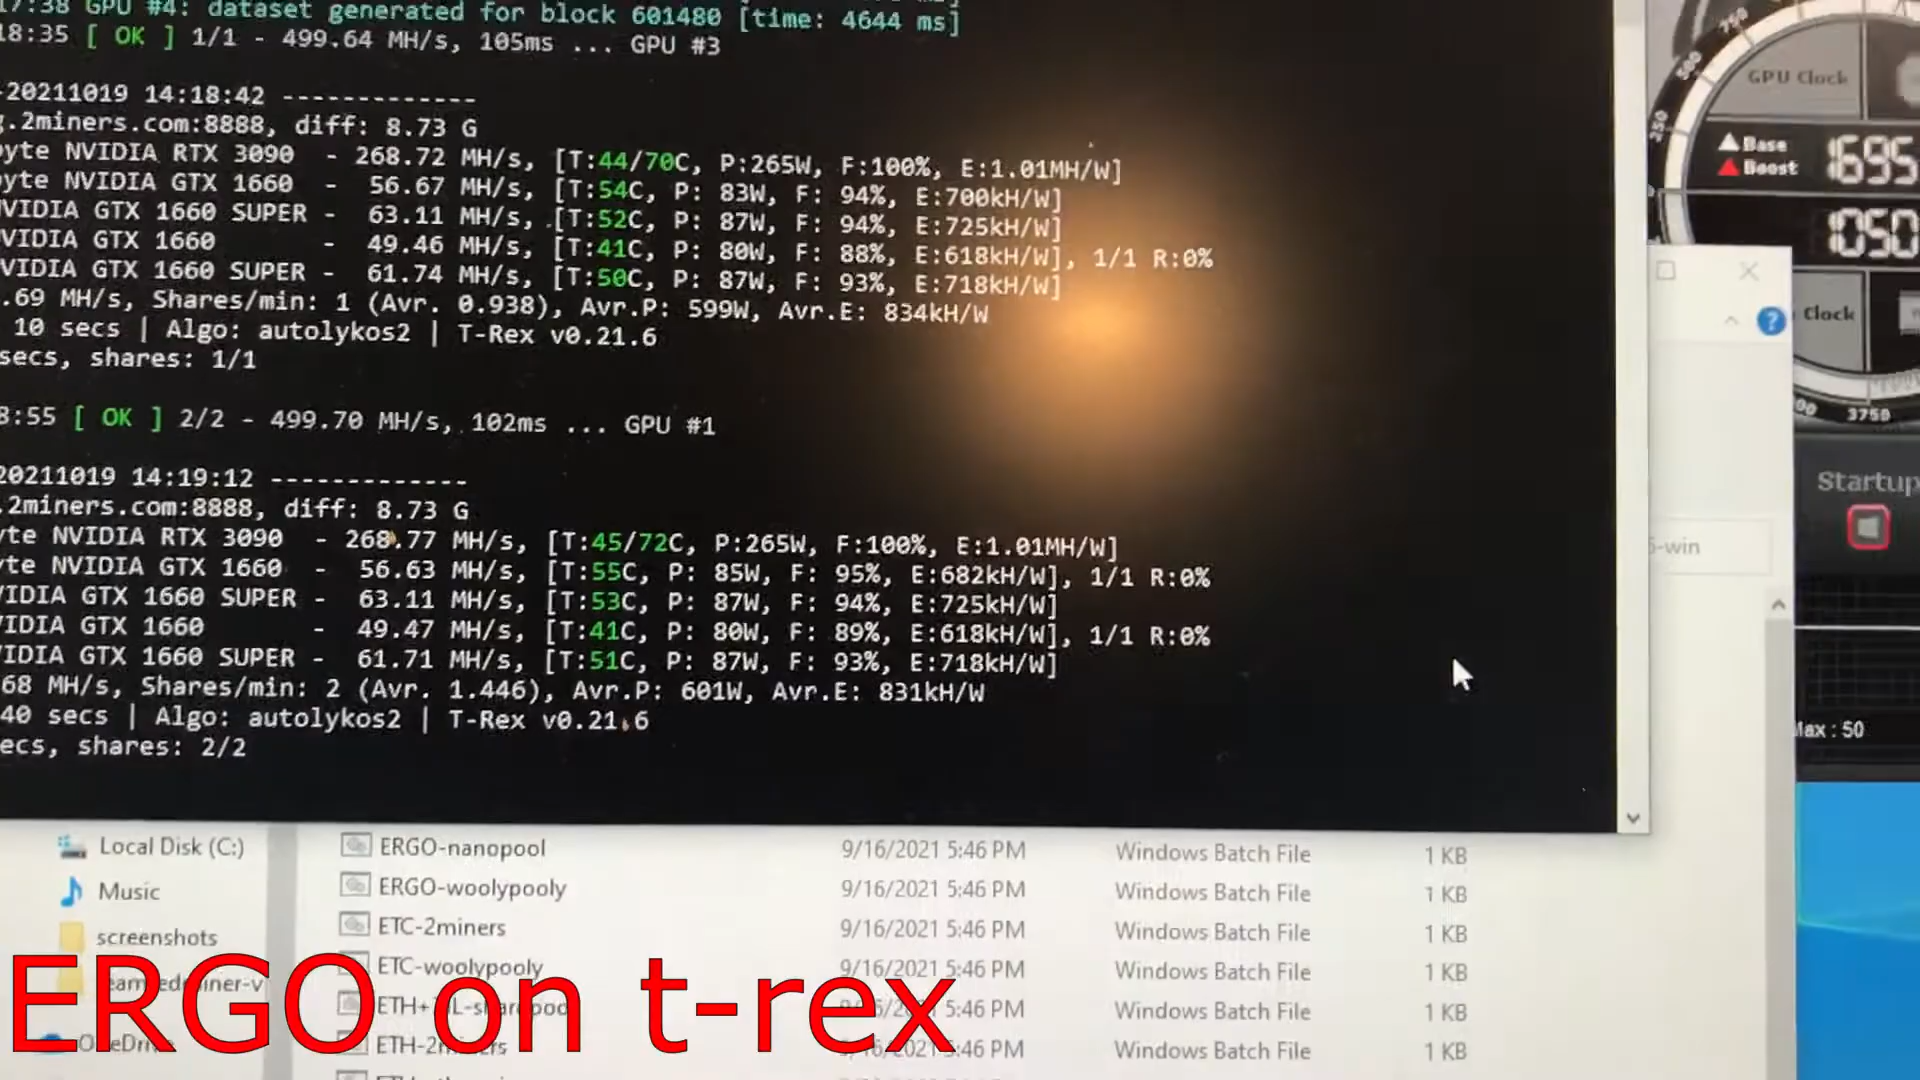 17:38 GPU #4: dataset generated for block 601480 [time: 4644 ms]
18:35 [ OK ] 1/1 - 499.64 MH/s, 105ms ... GPU #3
20211019 14:18:42 -------------
.2miners.com:8888, diff: 8.73 G
byte NVIDIA RTX 3090 - 268.72 MH/s, [T:44/70C, P:265W, F:100%, E:1.01MH/W]
byte NVIDIA GTX 1660 - 56.67 MH/s, [T:54C, P: 83W, F: 94%, E:700kH/W]
NVIDIA GTX 1660 SUPER - 63.11 MH/s, [T:52C, P: 87W, F: 94%, E:725kH/W]
NVIDIA GTX 1660 - 49.46 MH/s, [T:41C, P: 80W, F: 88%, E:618kH/W], 1/1 R:0%
VIDIA GTX 1660 SUPER - 61.74 MH/s, [T:50C, P: 87W, F: 93%, E:718kH/W]
.69 MH/s, Shares/min: 1 (Avr. 0.938), Avr.P: 599W, Avr.E: 834kH/W
10 secs | Algo: autolykos2 | T-Rex v0.21.6
secs, shares: 1/1
8:55 [ OK ] 2/2 - 499.70 MH/s, 102ms ... GPU #1
20211019 14:19:12 -------------
.2miners.com:8888, diff: 8.73 G
yte NVIDIA RTX 3090 - 268.77 MH/s, [T:45/72C, P:265W, F:100%, E:1.01MH/W]
yte NVIDIA GTX 1660 - 56.63 MH/s, [T:55C, P: 85W, F: 95%, E:682kH/W], 1/1 R:0%
VIDIA GTX 1660 SUPER - 63.11 MH/s, [T:53C, P: 87W, F: 94%, E:725kH/W]
VIDIA GTX 1660 - 49.47 MH/s, [T:41C, P: 80W, F: 89%, E:618kH/W], 1/1 R:0%
VIDIA GTX 1660 SUPER - 61.71 MH/s, [T:51C, P: 87W, F: 93%, E:718kH/W]
68 MH/s, Shares/min: 2 (Avr. 1.446), Avr.P: 601W, Avr.E: 831kH/W
40 secs | Algo: autolykos2 | T-Rex v0.21.6
ecs, shares: 2/2
750
500
250
GPU Clock
Base
Boost
1695
1050
Clock
?
3750
Startup
-win
Max : 50
Local Disk (C:)
Music
screenshots
OneDrive
ERGO-nanopool 9/16/2021 5:46 PM Windows Batch File 1 KB
ERGO-woolypooly 9/16/2021 5:46 PM Windows Batch File 1 KB
ETC-2miners 9/16/2021 5:46 PM Windows Batch File 1 KB
ETC-woolypooly 9/16/2021 5:46 PM Windows Batch File 1 KB
5:46 PM Windows Batch File 1 KB
ETH-2miners 5:46 PM Windows Batch File 1 KB
ERGO on t-rex